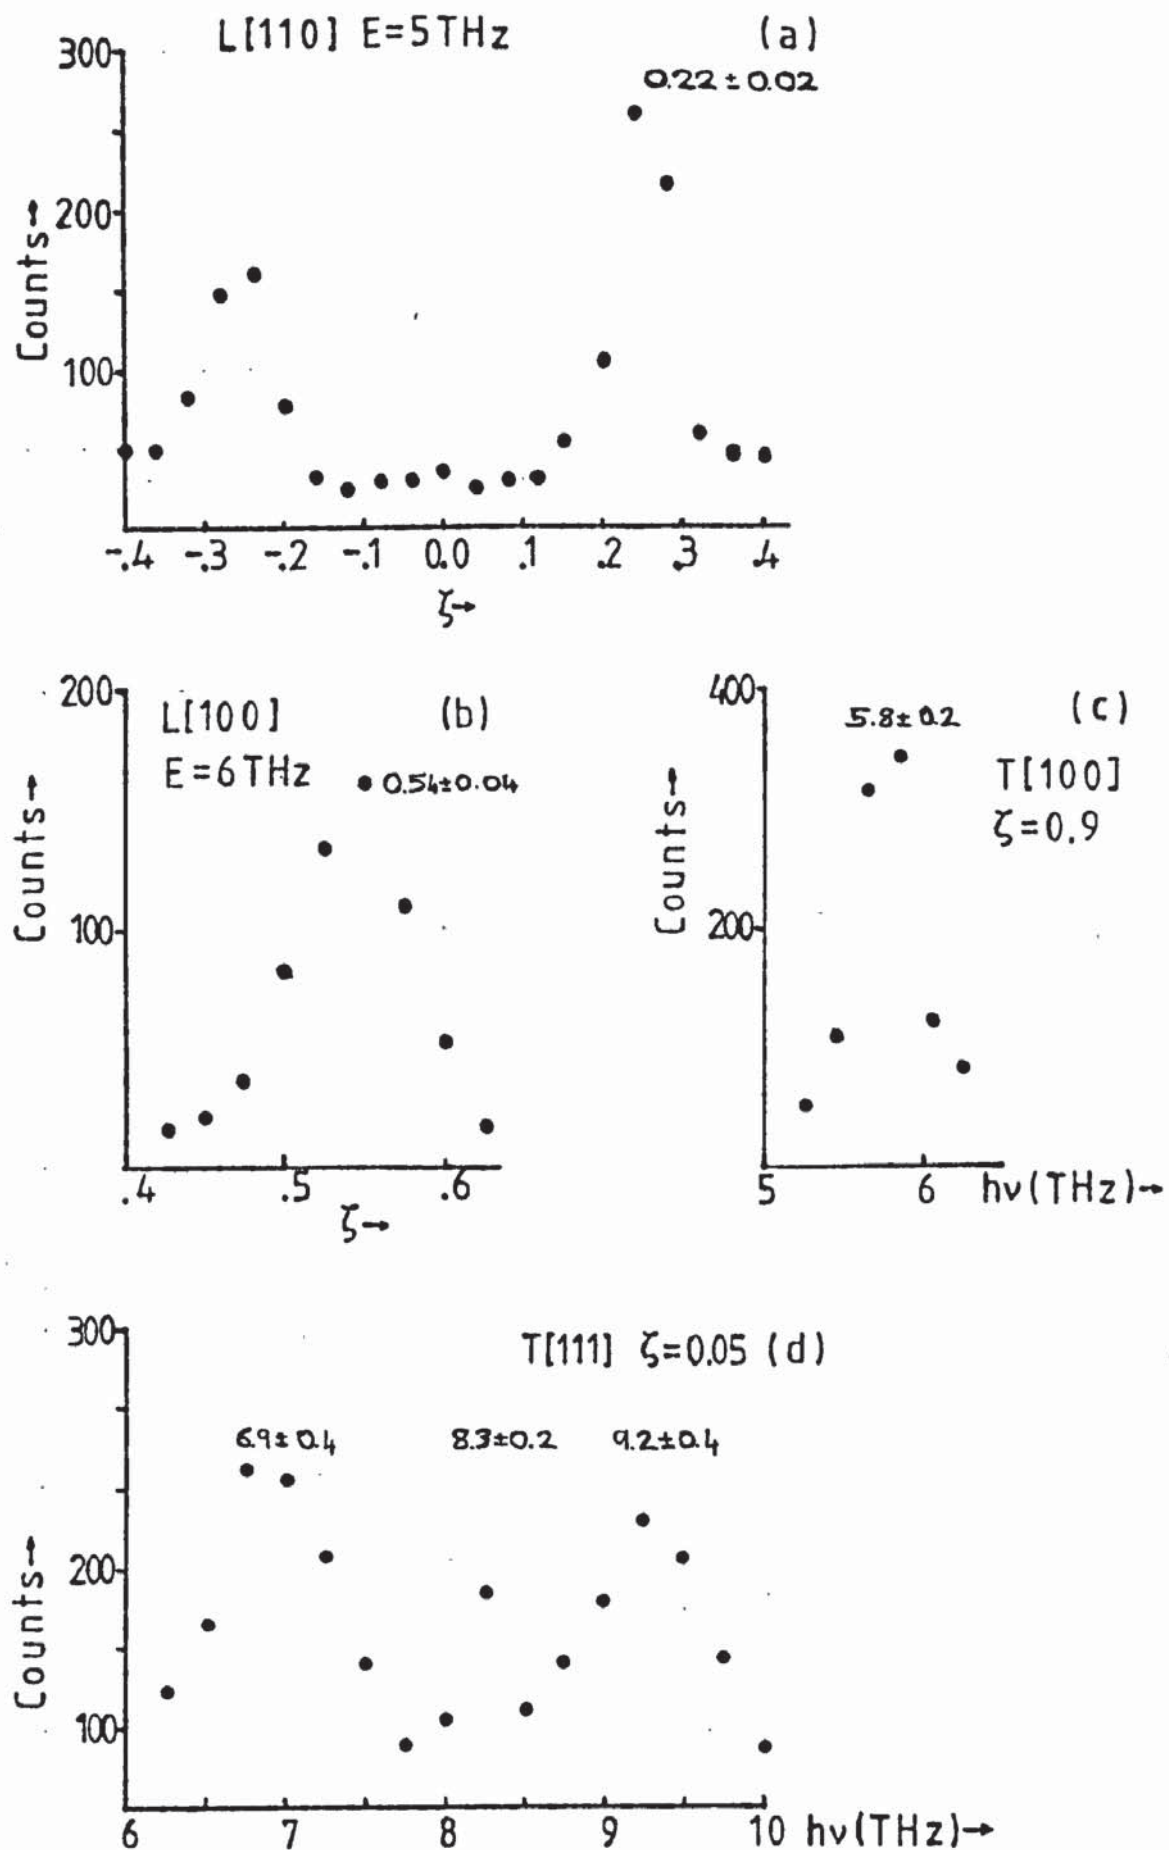 L[110] E=5THz (a)
300
0.22±0.02
200
Counts→
100
-.4 -.3 -.2 -.1 0.0 .1 .2 .3 .4
ζ→
200
L[100] (b)
E=6THz
0.54±0.04
Counts→
100
.4 .5 .6
ζ→
400
(c)
5.8±0.2
T[100]
ζ=0.9
Counts→
200
5 6 hν(THz)→
300
T[111] ζ=0.05 (d)
6.9±0.4 8.3±0.2 9.2±0.4
200
Counts→
100
6 7 8 9 10 hν(THz)→